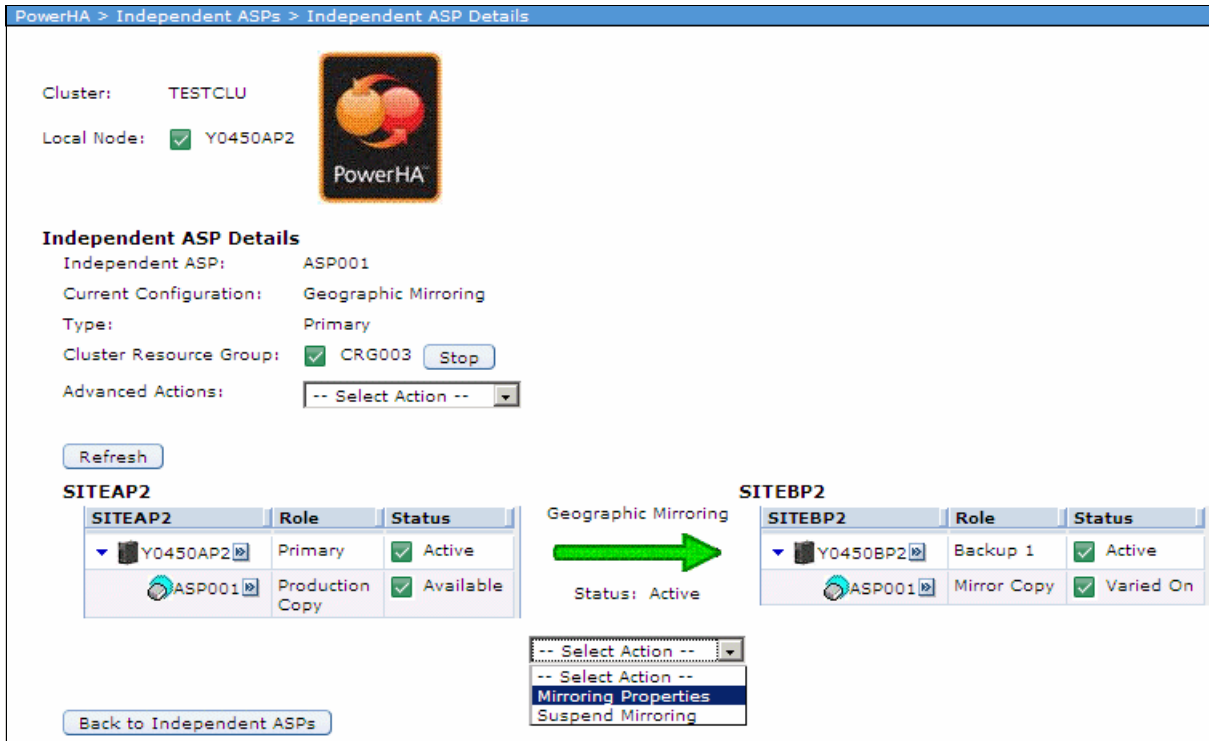 PowerHA > Independent ASPs > Independent ASP Details
Cluster: TESTCLU
Local Node: Y0450AP2
PowerHA™
Independent ASP Details
Independent ASP: ASP001
Current Configuration: Geographic Mirroring
Type: Primary
Cluster Resource Group: CRG003 Stop
Advanced Actions: -- Select Action --
Refresh
SITEAP2
SITEAP2 Role Status
Y0450AP2 Primary Active
ASP001 Production Copy Available
Geographic Mirroring
Status: Active
SITEBP2
SITEBP2 Role Status
Y0450BP2 Backup 1 Active
ASP001 Mirror Copy Varied On
-- Select Action --
-- Select Action --
Mirroring Properties
Suspend Mirroring
Back to Independent ASPs